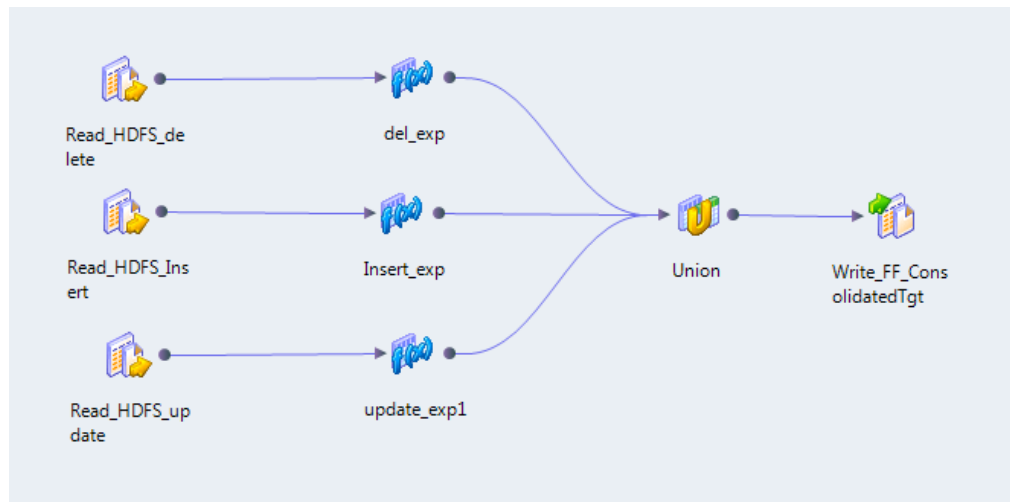 Read_HDFS_de
lete
del_exp
Read_HDFS_Ins
ert
Insert_exp
Union
Write_FF_Cons
olidatedTgt
Read_HDFS_up
date
update_exp1